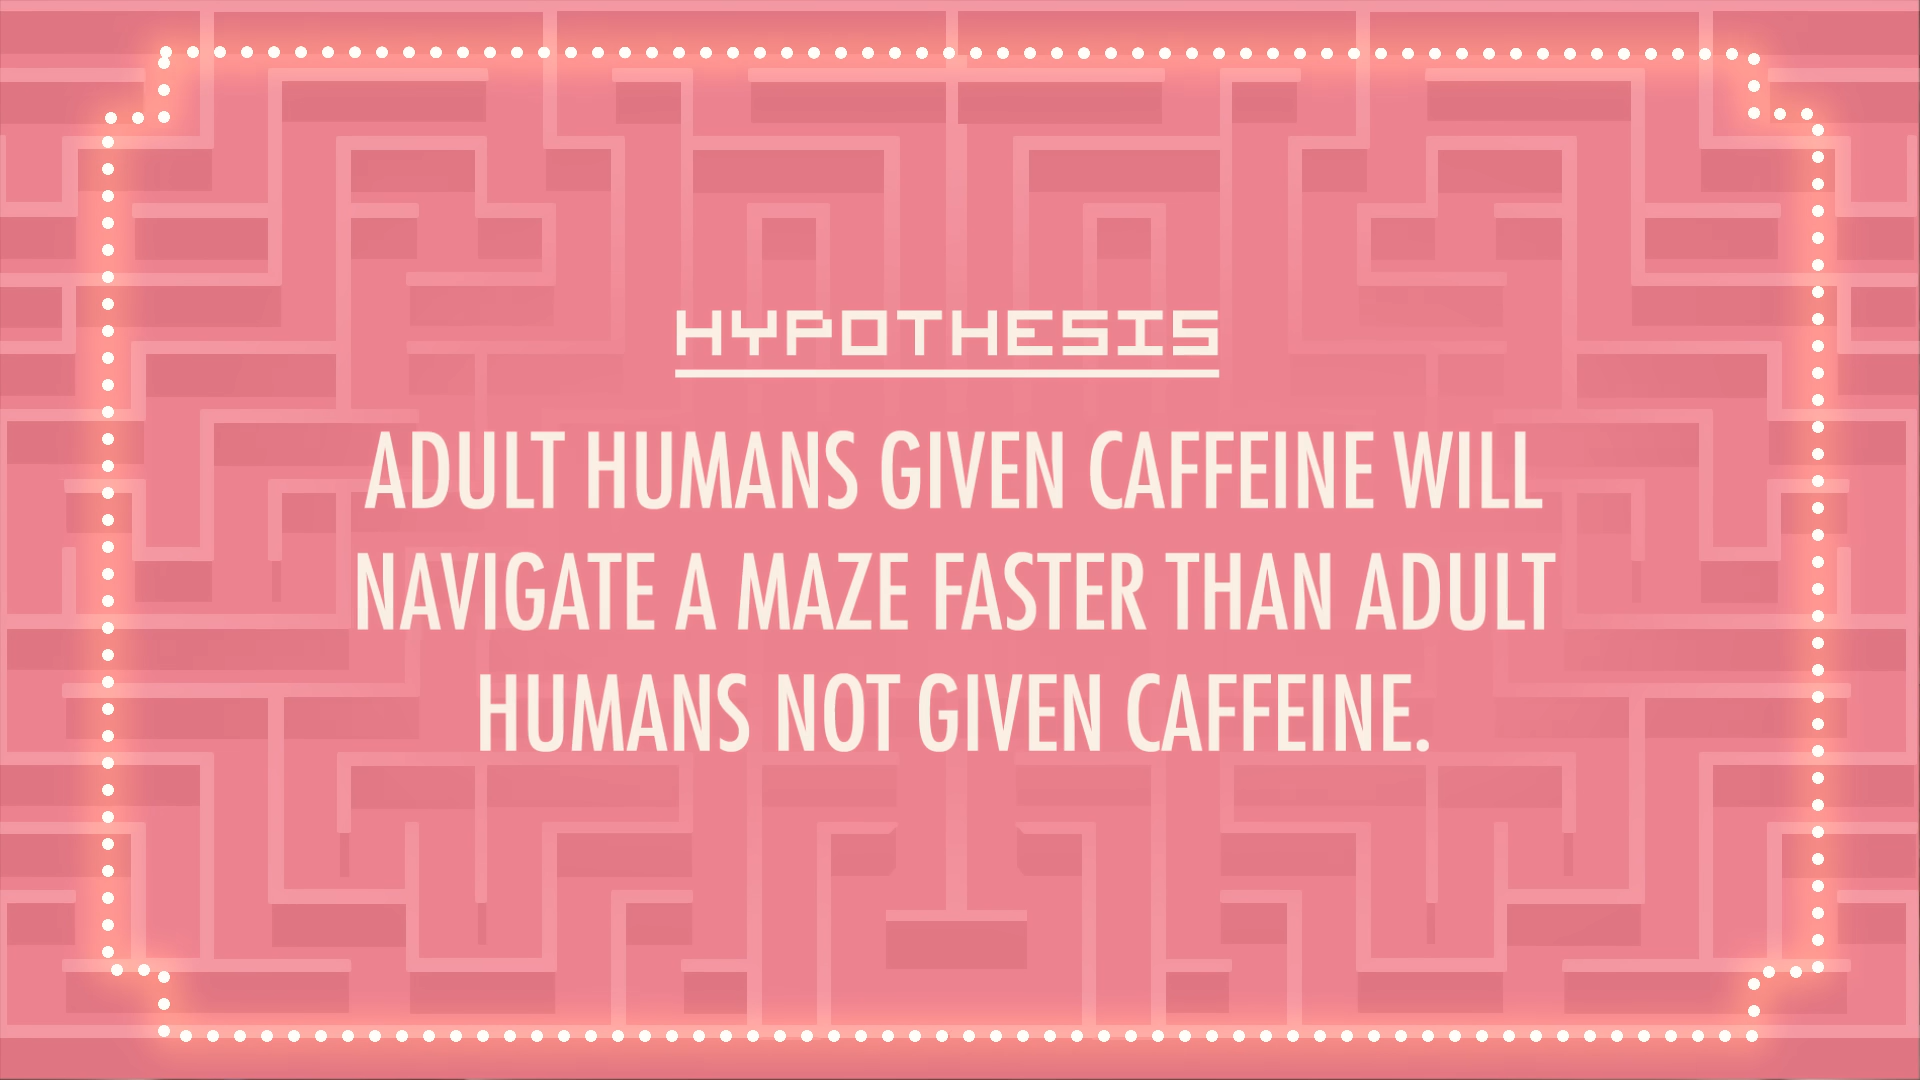 HYPOTHESIS
ADULT HUMANS GIVEN CAFFEINE WILL
NAVIGATE A MAZE FASTER THAN ADULT
HUMANS NOT GIVEN CAFFEINE.